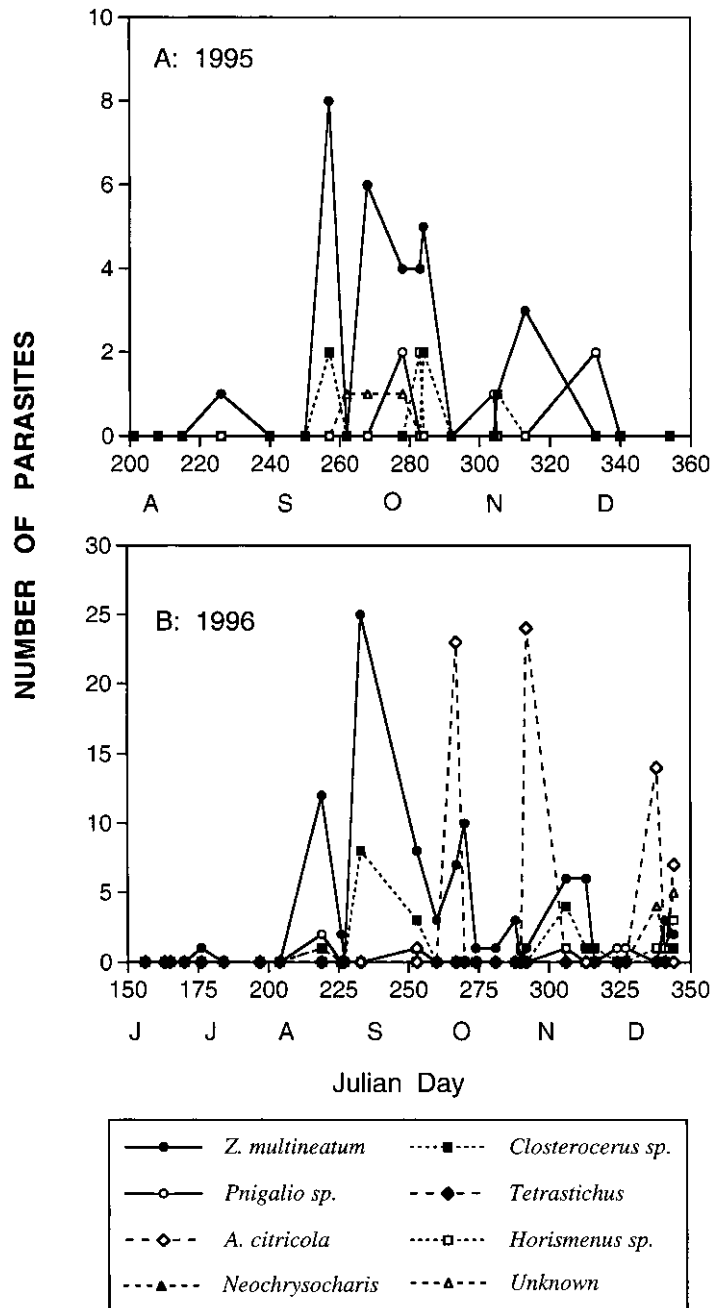 A: 1995
10
8
6
4
2
0
200 220 240 260 280 300 320 340 360
A S O N D
NUMBER OF PARASITES
B: 1996
30
25
20
15
10
5
0
150 175 200 225 250 275 300 325 350
J J A S O N D
Julian Day
Z. multineatum Closterocerus sp.
Pnigalio sp. Tetrastichus
A. citricola Horismenus sp.
Neochrysocharis Unknown